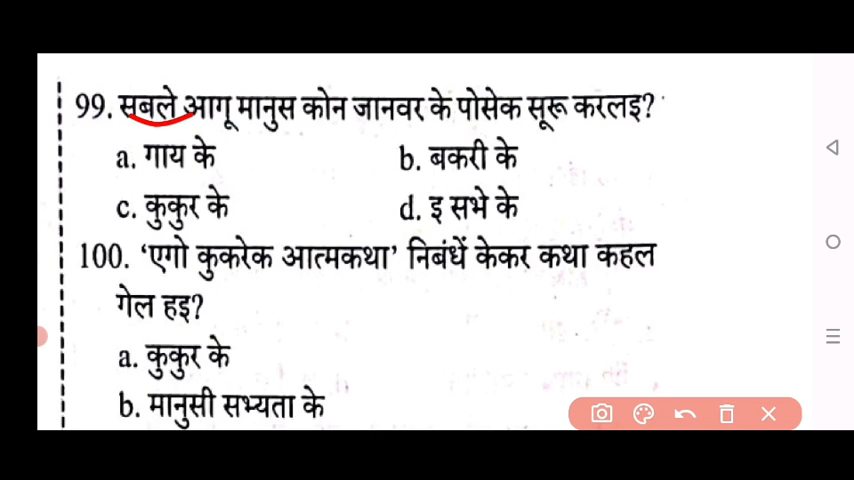 99. सबले आगू मानुस कोन जानवर के पोसेक सूरू करलइ?
a. गाय के b. बकरी के
c. कुकुर के d. इ सभे के
100. ‘एगो कुकरेक आत्मकथा’ निबंधें केकर कथा कहल
गेल हइ?
a. कुकुर के
b. मानुसी सभ्यता के